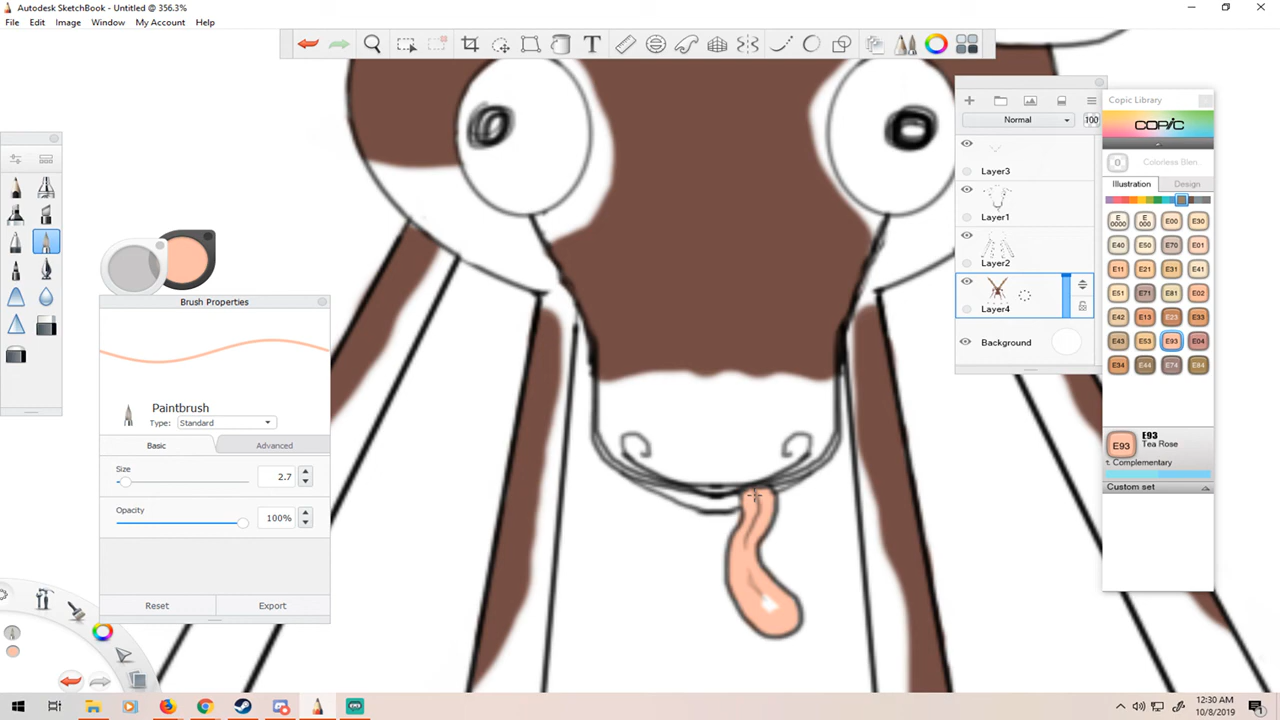 Autodesk SketchBook - Untitled @ 356.3%
File Edit Image Window My Account Help
T
Normal 100
Layer3
Layer1
Layer2
Layer4
Background
Copic Library
COPIC
0 Colorless Blen
Illustration Design
E0000 E000 E00 E30
E40 E50 E70 E01
E11 E21 E31 E41
E51 E71 E81 E02
E42 E13 E23 E33
E43 E53 E93 E04
E34 E44 E74 E84
E93 E93
Tea Rose
Complementary
Custom set
Brush Properties
Paintbrush
Type: Standard
Basic Advanced
Size
2.7
Opacity
100%
Reset Export
12:30 AM
10/8/2019
1